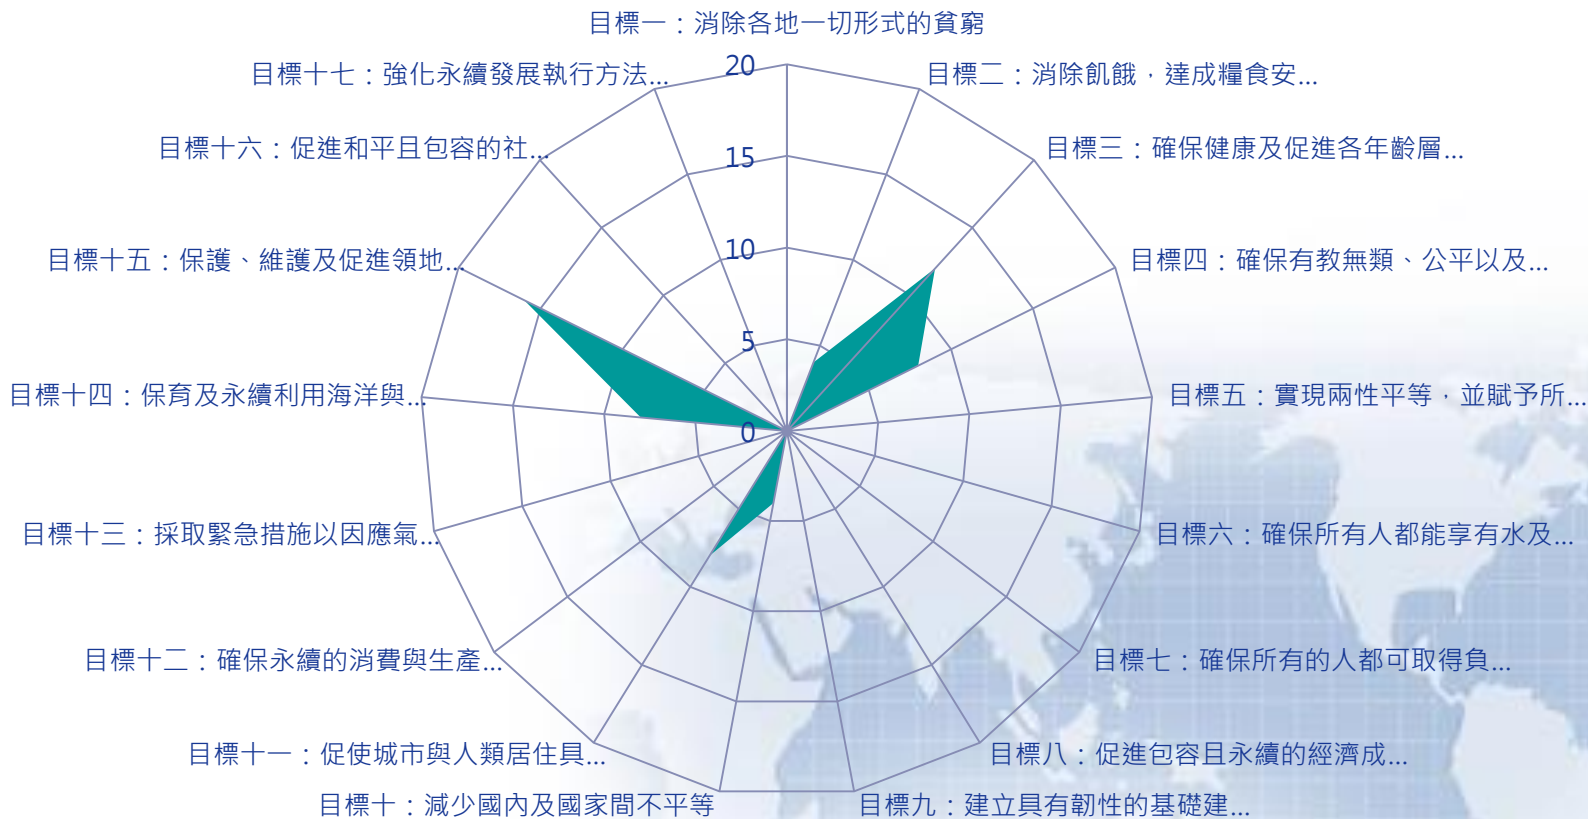 目標一：消除各地一切形式的貧窮
目標二：消除飢餓，達成糧食安...
目標三：確保健康及促進各年齡層...
目標四：確保有教無類、公平以及...
目標五：實現兩性平等，並賦予所...
目標六：確保所有人都能享有水及...
目標七：確保所有的人都可取得負...
目標八：促進包容且永續的經濟成...
目標九：建立具有韌性的基礎建...
目標十：減少國內及國家間不平等
目標十一：促使城市與人類居住具...
目標十二：確保永續的消費與生產...
目標十三：採取緊急措施以因應氣...
目標十四：保育及永續利用海洋與...
目標十五：保護、維護及促進領地...
目標十六：促進和平且包容的社...
目標十七：強化永續發展執行方法...
20
15
10
5
0